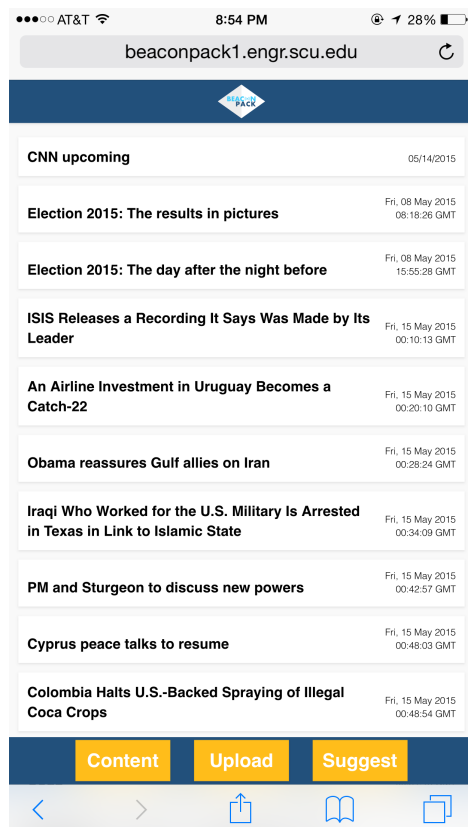 AT&T 8:54 PM 28%
beaconpack1.engr.scu.edu
BEACON
PACK
CNN upcoming 05/14/2015
Fri, 08 May 2015
Election 2015: The results in pictures 08:18:26 GMT
Fri, 08 May 2015
Election 2015: The day after the night before 15:55:28 GMT
ISIS Releases a Recording It Says Was Made by Its Fri, 15 May 2015
Leader 00:10:13 GMT
An Airline Investment in Uruguay Becomes a Fri, 15 May 2015
Catch-22 00:20:10 GMT
Fri, 15 May 2015
Obama reassures Gulf allies on Iran 00:28:24 GMT
Iraqi Who Worked for the U.S. Military Is Arrested Fri, 15 May 2015
in Texas in Link to Islamic State 00:34:09 GMT
Fri, 15 May 2015
PM and Sturgeon to discuss new powers 00:42:57 GMT
Fri, 15 May 2015
Cyprus peace talks to resume 00:48:03 GMT
Colombia Halts U.S.-Backed Spraying of Illegal Fri, 15 May 2015
Coca Crops 00:48:54 GMT
Content Upload Suggest